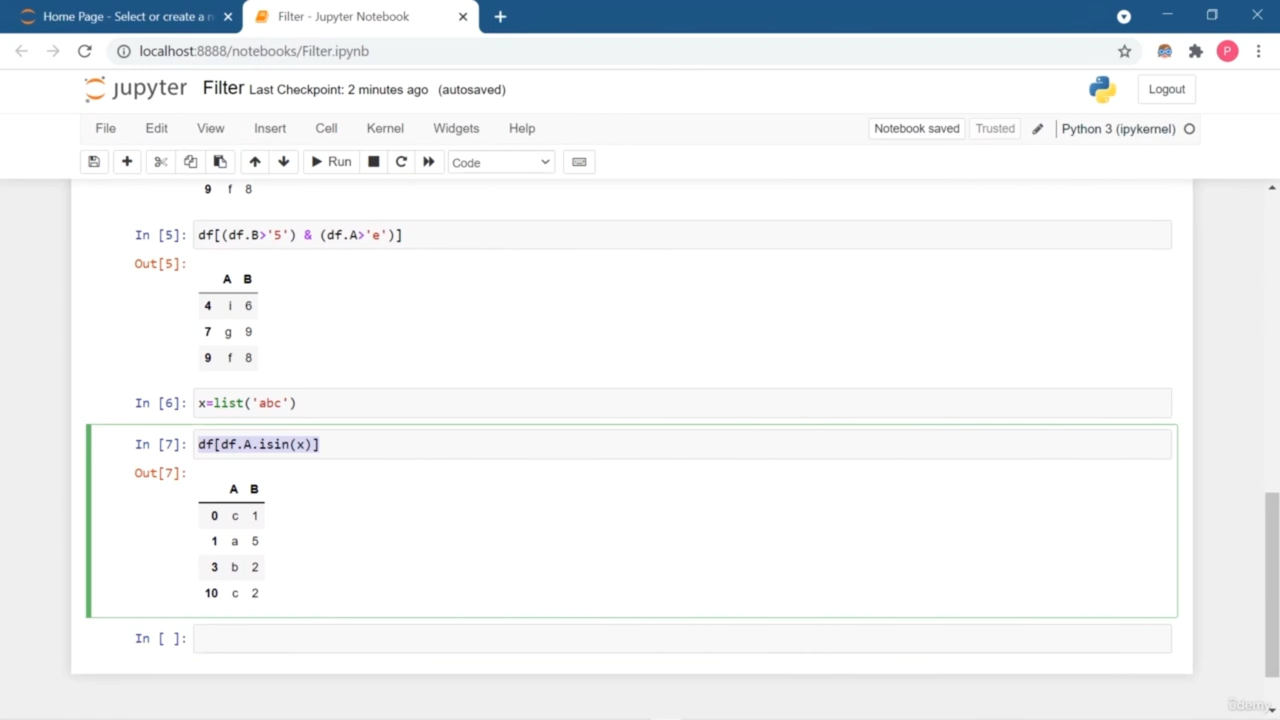 Home Page - Select or create a n
Filter - Jupyter Notebook
localhost:8888/notebooks/Filter.ipynb
P
jupyter Filter Last Checkpoint: 2 minutes ago (autosaved)
Logout
File Edit View Insert Cell Kernel Widgets Help
Notebook saved Trusted Python 3 (ipykernel)
Run Code
9 f 8
In [5]: df[(df.B>'5') & (df.A>'e')]
Out[5]:
A B
4 i 6
7 g 9
9 f 8
In [6]: x=list('abc')
In [7]: df[df.A.isin(x)]
Out[7]:
A B
0 c 1
1 a 5
3 b 2
10 c 2
In [ ]:
ûdemy